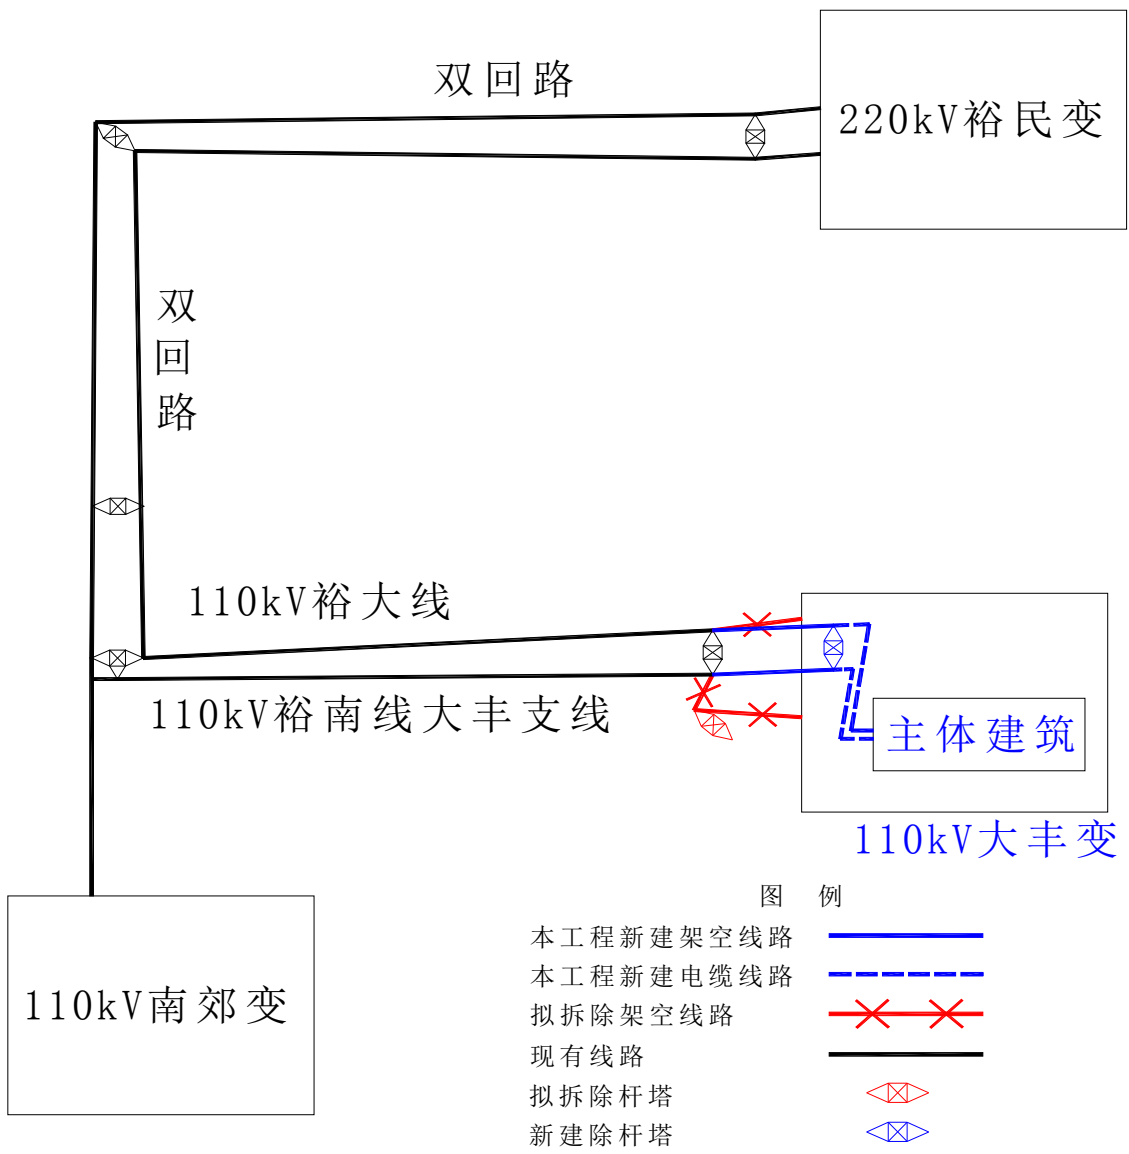 双回路
220kV裕民变
双回路
110kV裕大线
110kV裕南线大丰支线
主体建筑
110kV大丰变
110kV南郊变
图 例
本工程新建架空线路
本工程新建电缆线路
拟拆除架空线路
现有线路
拟拆除杆塔
新建除杆塔